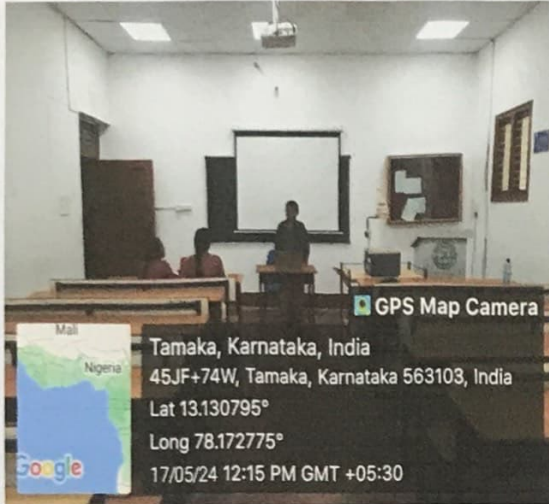 GPS Map Camera
Mali
Nigeria
Google
Tamaka, Karnataka, India
45JF+74W, Tamaka, Karnataka 563103, India
Lat 13.130795°
Long 78.172775°
17/05/24 12:15 PM GMT +05:30